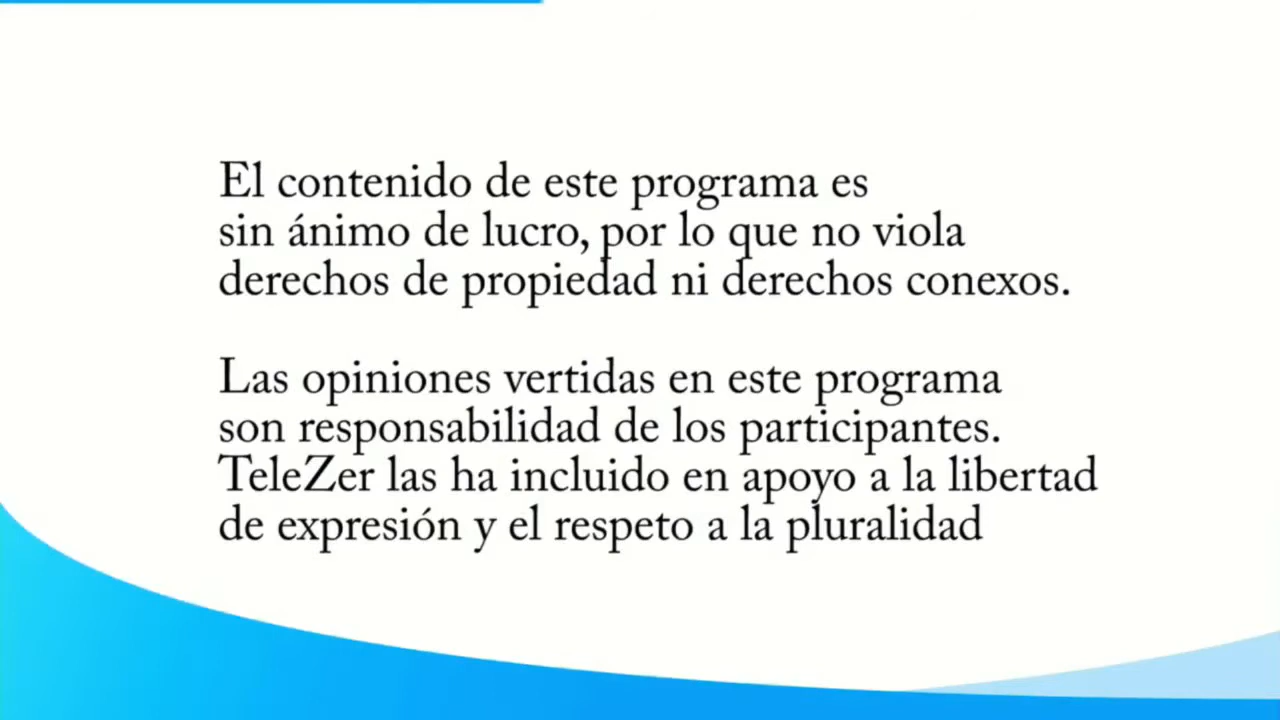 El contenido de este programa es
sin ánimo de lucro, por lo que no viola
derechos de propiedad ni derechos conexos.
Las opiniones vertidas en este programa
son responsabilidad de los participantes.
TeleZer las ha incluido en apoyo a la libertad
de expresión y el respeto a la pluralidad